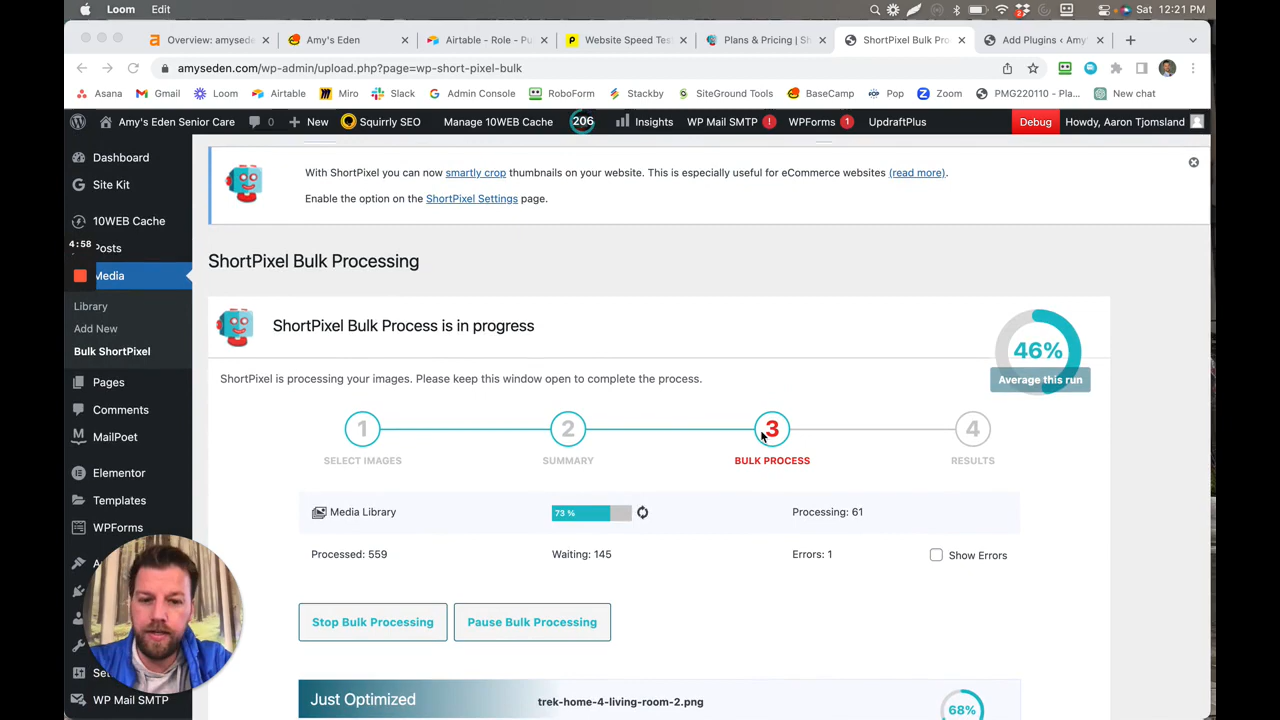 Loom Edit Sat 12:21 PM
Overview: amysede Amy's Eden Airtable - Role - Pu Website Speed Tes Plans & Pricing | Sh ShortPixel Bulk Pro Add Plugins ‹ Amy
amyseden.com/wp-admin/upload.php?page=wp-short-pixel-bulk
Asana Gmail Loom Airtable Miro Slack Admin Console RoboForm Stackby SiteGround Tools BaseCamp Pop Zoom PMG220110 - Pla... New chat
Amy's Eden Senior Care 0 New Squirrly SEO Manage 10WEB Cache 206 Insights WP Mail SMTP ! WPForms 1 UpdraftPlus Debug Howdy, Aaron Tjomsland
Dashboard
Site Kit
10WEB Cache
4:58
Posts
Media
Library
Add New
Bulk ShortPixel
Pages
Comments
MailPoet
Elementor
Templates
WPForms
WP Mail SMTP
With ShortPixel you can now smartly crop thumbnails on your website. This is especially useful for eCommerce websites (read more).
Enable the option on the ShortPixel Settings page.
ShortPixel Bulk Processing
ShortPixel Bulk Process is in progress
46%
Average this run
ShortPixel is processing your images. Please keep this window open to complete the process.
1 2 3 4
SELECT IMAGES SUMMARY BULK PROCESS RESULTS
Media Library 73 % Processing: 61
Processed: 559 Waiting: 145 Errors: 1 Show Errors
Stop Bulk Processing Pause Bulk Processing
Just Optimized trek-home-4-living-room-2.png 68%